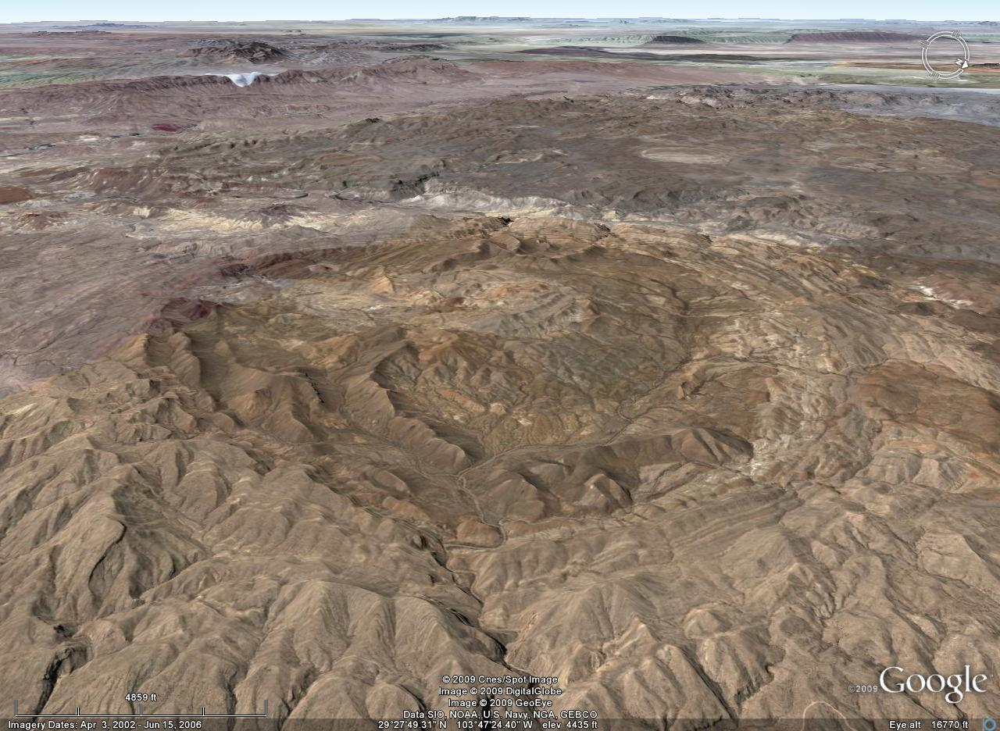 N
4859 ft
© 2009 Cnes/Spot Image
Image © 2009 DigitalGlobe
Image © 2009 GeoEye
Data SIO, NOAA, U.S. Navy, NGA, GEBCO
©2009 Google
Imagery Dates: Apr 3, 2002 - Jun 15, 2006
29°27'49.31" N 103°47'24.40" W elev 4435 ft
Eye alt 16770 ft